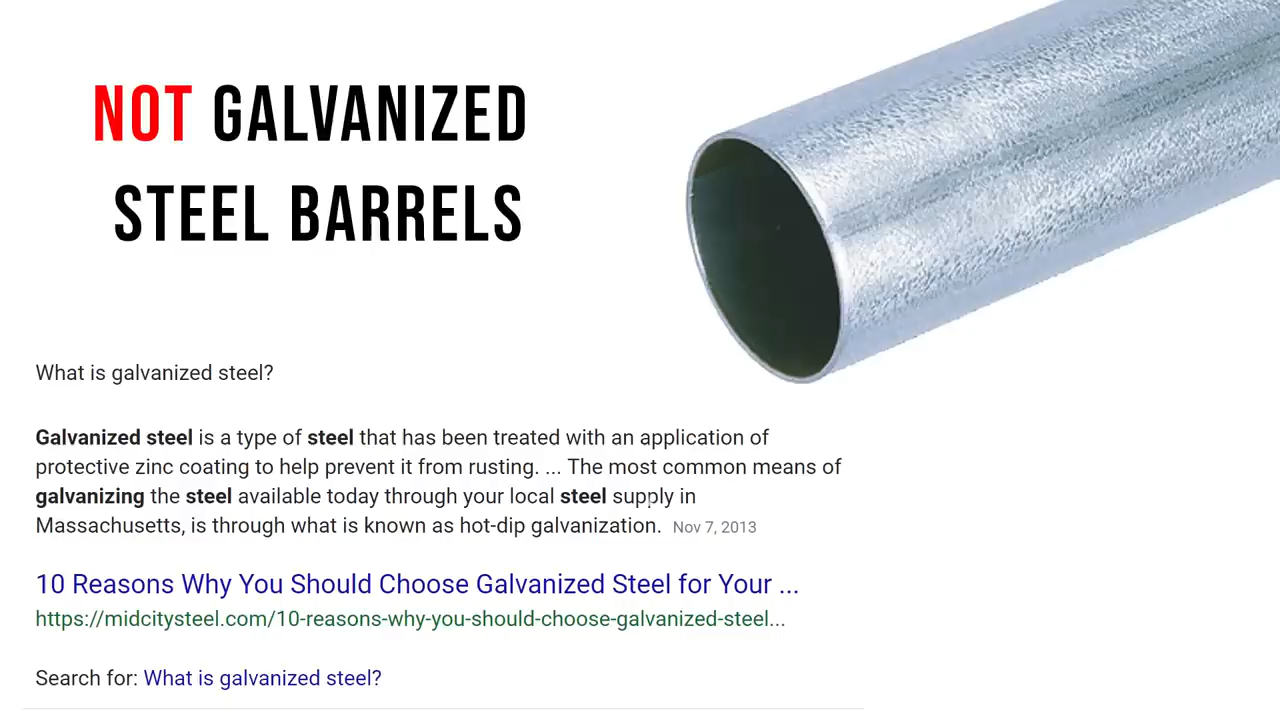 NOT GALVANIZED
STEEL BARRELS
What is galvanized steel?
Galvanized steel is a type of steel that has been treated with an application of
protective zinc coating to help prevent it from rusting. ... The most common means of
galvanizing the steel available today through your local steel supply in
Massachusetts, is through what is known as hot-dip galvanization. Nov 7, 2013
10 Reasons Why You Should Choose Galvanized Steel for Your ...
https://midcitysteel.com/10-reasons-why-you-should-choose-galvanized-steel...
Search for: What is galvanized steel?